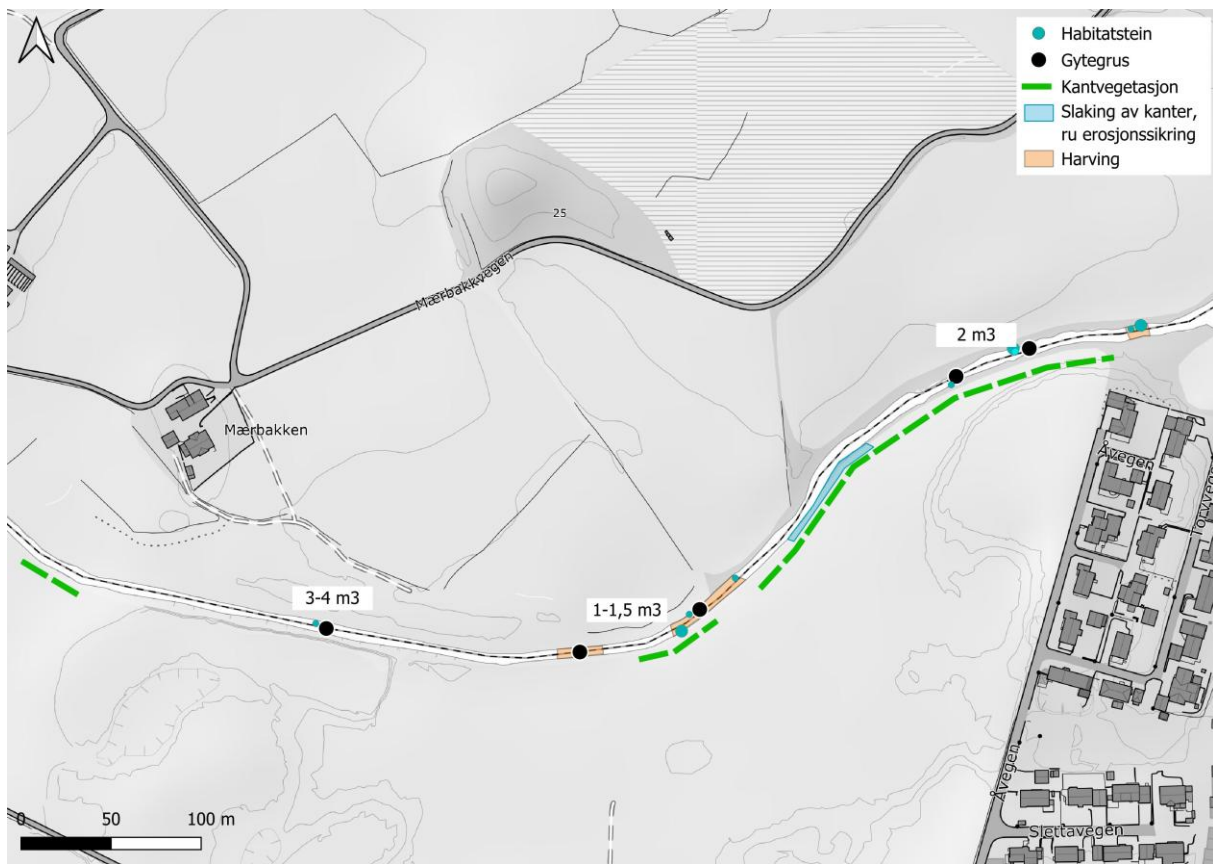 Habitatstein
Gytegrus
Kantvegetasjon
Slaking av kanter,
ru erosjonssikring
Harving
25
Mærbakkvegen
2 m3
Mærbakken
Åvegen
Torvvegen
3-4 m3
1-1,5 m3
Åvegen
0 50 100 m
Slettavegen